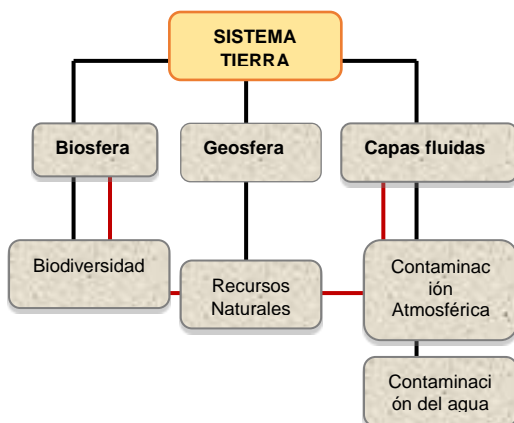 SISTEMA
TIERRA
Biosfera
Geosfera
Capas fluidas
Biodiversidad
Recursos
Naturales
Contaminac
ión
Atmosférica
Contaminaci
ón del agua